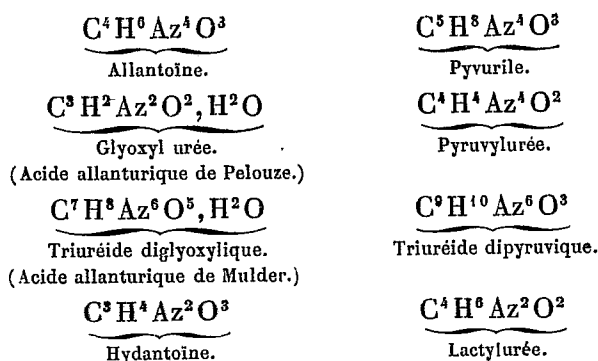 C⁴H⁶Az⁴O³
Allantoïne.
C³H²Az²O²,H²O
Glyoxyl urée.
(Acide allanturique de Pelouze.)
C⁷H⁸Az⁶O⁵,H²O
Triuréide diglyoxylique.
(Acide allanturique de Mulder.)
C³H⁴Az²O³
Hydantoïne.
C⁵H⁸Az⁴O³
Pyvurile.
C⁴H⁴Az⁴O²
Pyruvylurée.
C⁹H¹⁰Az⁶O³
Triuréide dipyruvique.
C⁴H⁶Az²O²
Lactylurée.